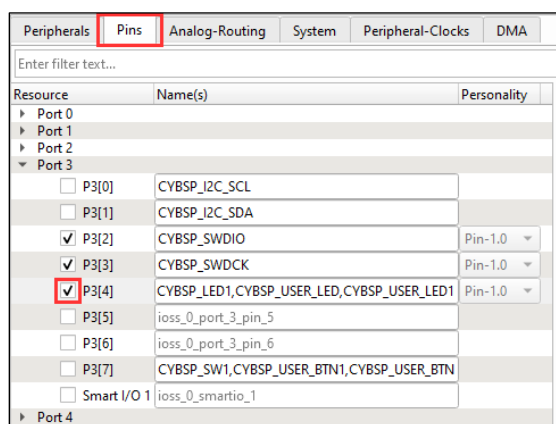 Peripherals Pins Analog-Routing System Peripheral-Clocks DMA
Enter filter text...
Resource Name(s) Personality
Port 0
Port 1
Port 2
Port 3
P3[0] CYBSP_I2C_SCL
P3[1] CYBSP_I2C_SDA
P3[2] CYBSP_SWDIO Pin-1.0
P3[3] CYBSP_SWDCK Pin-1.0
P3[4] CYBSP_LED1,CYBSP_USER_LED,CYBSP_USER_LED1 Pin-1.0
P3[5] ioss_0_port_3_pin_5
P3[6] ioss_0_port_3_pin_6
P3[7] CYBSP_SW1,CYBSP_USER_BTN1,CYBSP_USER_BTN
Smart I/O 1 ioss_0_smartio_1
Port 4